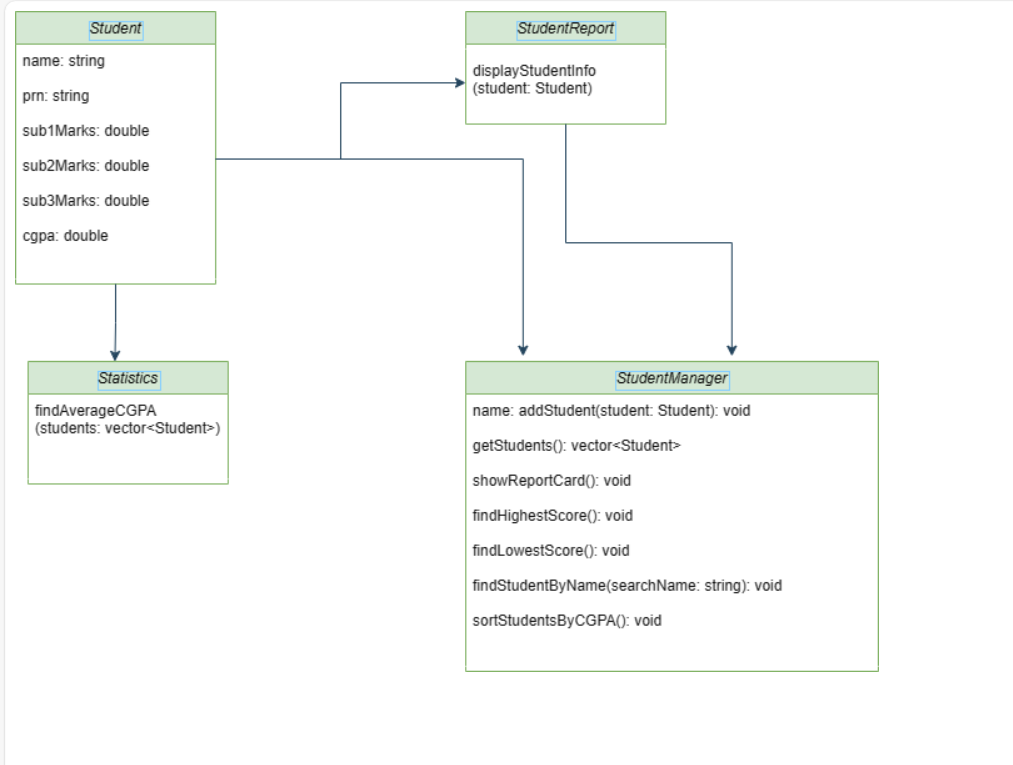 Student
name: string
prn: string
sub1Marks: double
sub2Marks: double
sub3Marks: double
cgpa: double
StudentReport
displayStudentInfo
(student: Student)
Statistics
findAverageCGPA
(students: vector<Student>)
StudentManager
name: addStudent(student: Student): void
getStudents(): vector<Student>
showReportCard(): void
findHighestScore(): void
findLowestScore(): void
findStudentByName(searchName: string): void
sortStudentsByCGPA(): void